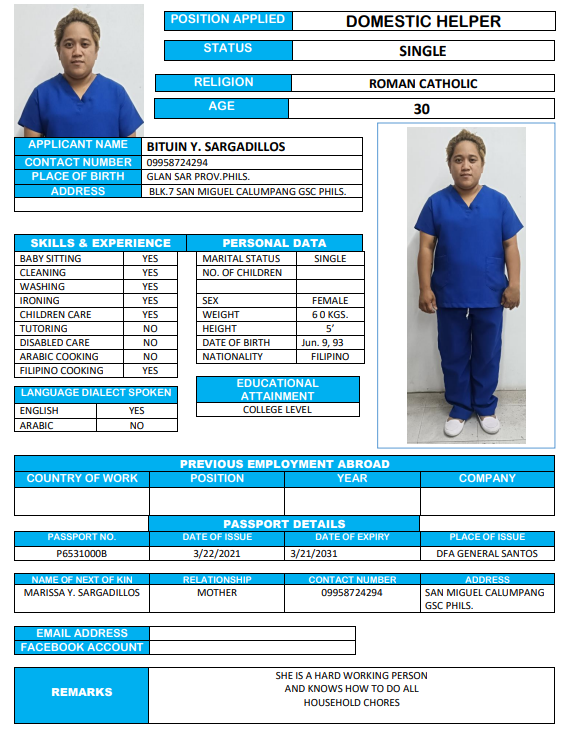 POSITION APPLIED DOMESTIC HELPER
STATUS SINGLE
RELIGION ROMAN CATHOLIC
AGE 30
APPLICANT NAME BITUIN Y. SARGADILLOS
CONTACT NUMBER 09958724294
PLACE OF BIRTH GLAN SAR PROV.PHILS.
ADDRESS BLK.7 SAN MIGUEL CALUMPANG GSC PHILS.
SKILLS & EXPERIENCE PERSONAL DATA
BABY SITTING YES MARITAL STATUS SINGLE
CLEANING YES NO. OF CHILDREN
WASHING YES
IRONING YES SEX FEMALE
CHILDREN CARE YES WEIGHT 6 0 KGS.
TUTORING NO HEIGHT 5’
DISABLED CARE NO DATE OF BIRTH Jun. 9, 93
ARABIC COOKING NO NATIONALITY FILIPINO
FILIPINO COOKING YES
LANGUAGE DIALECT SPOKEN
ENGLISH YES
ARABIC NO
EDUCATIONAL
ATTAINMENT
COLLEGE LEVEL
PREVIOUS EMPLOYMENT ABROAD
COUNTRY OF WORK POSITION YEAR COMPANY
PASSPORT DETAILS
PASSPORT NO. DATE OF ISSUE DATE OF EXPIRY PLACE OF ISSUE
P6531000B 3/22/2021 3/21/2031 DFA GENERAL SANTOS
NAME OF NEXT OF KIN RELATIONSHIP CONTACT NUMBER ADDRESS
MARISSA Y. SARGADILLOS MOTHER 09958724294 SAN MIGUEL CALUMPANG
GSC PHILS.
EMAIL ADDRESS
FACEBOOK ACCOUNT
REMARKS
SHE IS A HARD WORKING PERSON
AND KNOWS HOW TO DO ALL
HOUSEHOLD CHORES